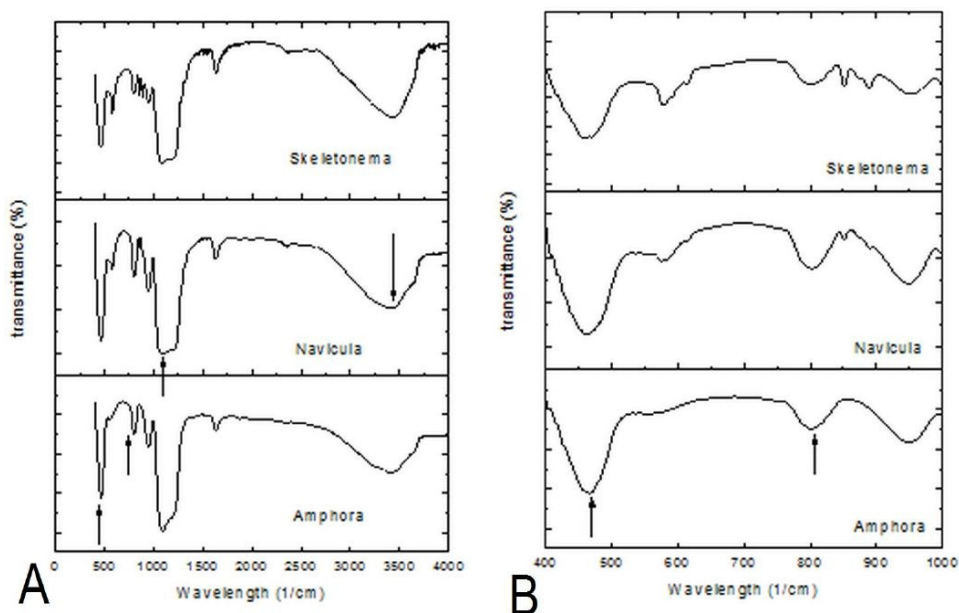 transmittance (%)
Skeletonema
Navicula
Amphora
0 500 1000 1500 2000 2500 3000 3500 4000
Wavelength (1/cm)
A
transmittance (%)
Skeletonema
Navicula
Amphora
400 500 600 700 800 900 1000
Wavelength (1/cm)
B